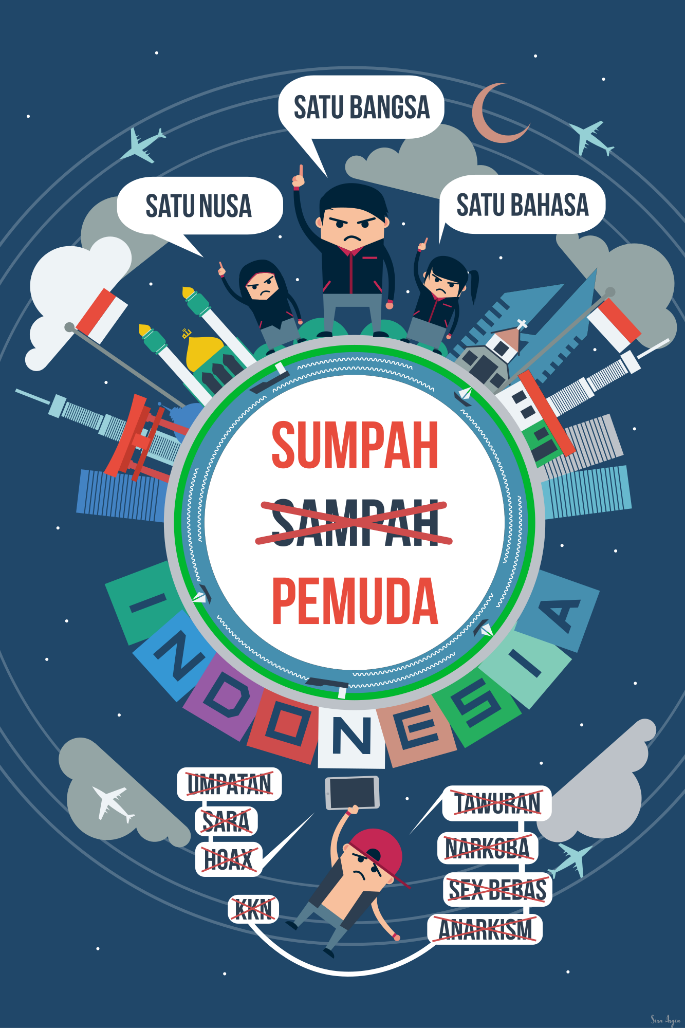 SATU BANGSA
SATU NUSA
SATU BAHASA
SUMPAH
SAMPAH
PEMUDA
INDONESIA
UMPATAN
SARA
HOAX
KKN
TAWURAN
NARKOBA
SEX BEBAS
ANARKISM